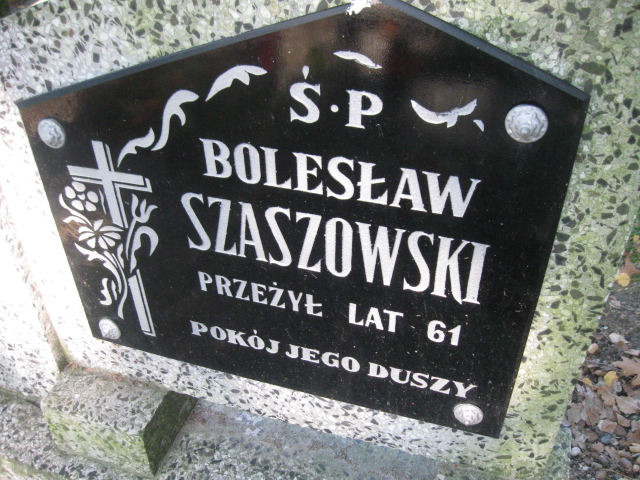 Ś·P
BOLESŁAW
SZASZOWSKI
PRZEŻYŁ LAT 61
POKÓJ JEGO DUSZY